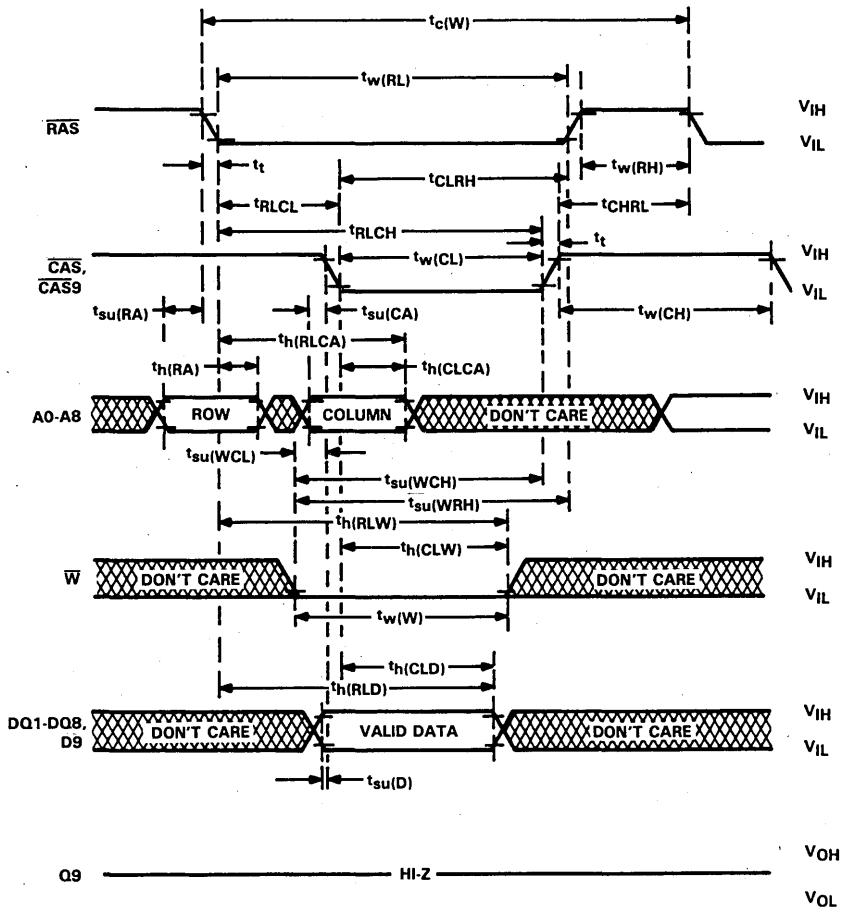 tc(W)
tw(RL)
RAS
VIH
VIL
tt
tCLRH
tw(RH)
tRLCL
tCHRL
tRLCH
tt
CAS,
CAS9
tw(CL)
VIH
VIL
tsu(RA)
tsu(CA)
tw(CH)
th(RLCA)
th(RA)
th(CLCA)
A0-A8
ROW
COLUMN
DON'T CARE
VIH
VIL
tsu(WCL)
tsu(WCH)
tsu(WRH)
th(RLW)
th(CLW)
W
DON'T CARE
DON'T CARE
VIH
VIL
tw(W)
th(CLD)
th(RLD)
DQ1-DQ8,
D9
DON'T CARE
VALID DATA
DON'T CARE
VIH
VIL
tsu(D)
Q9
HI-Z
VOH
VOL